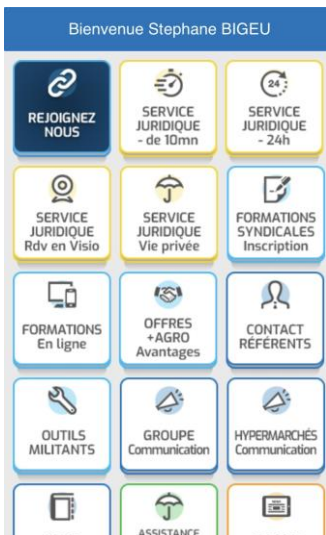 Bienvenue Stephane BIGEU
REJOIGNEZ
NOUS
SERVICE
JURIDIQUE
- de 10mn
24
SERVICE
JURIDIQUE
- 24h
SERVICE
JURIDIQUE
Rdv en Visio
SERVICE
JURIDIQUE
Vie privée
FORMATIONS
SYNDICALES
Inscription
FORMATIONS
En ligne
OFFRES
+AGRO
Avantages
CONTACT
RÉFÉRENTS
OUTILS
MILITANTS
GROUPE
Communication
HYPERMARCHÉS
Communication
ASSISTANCE